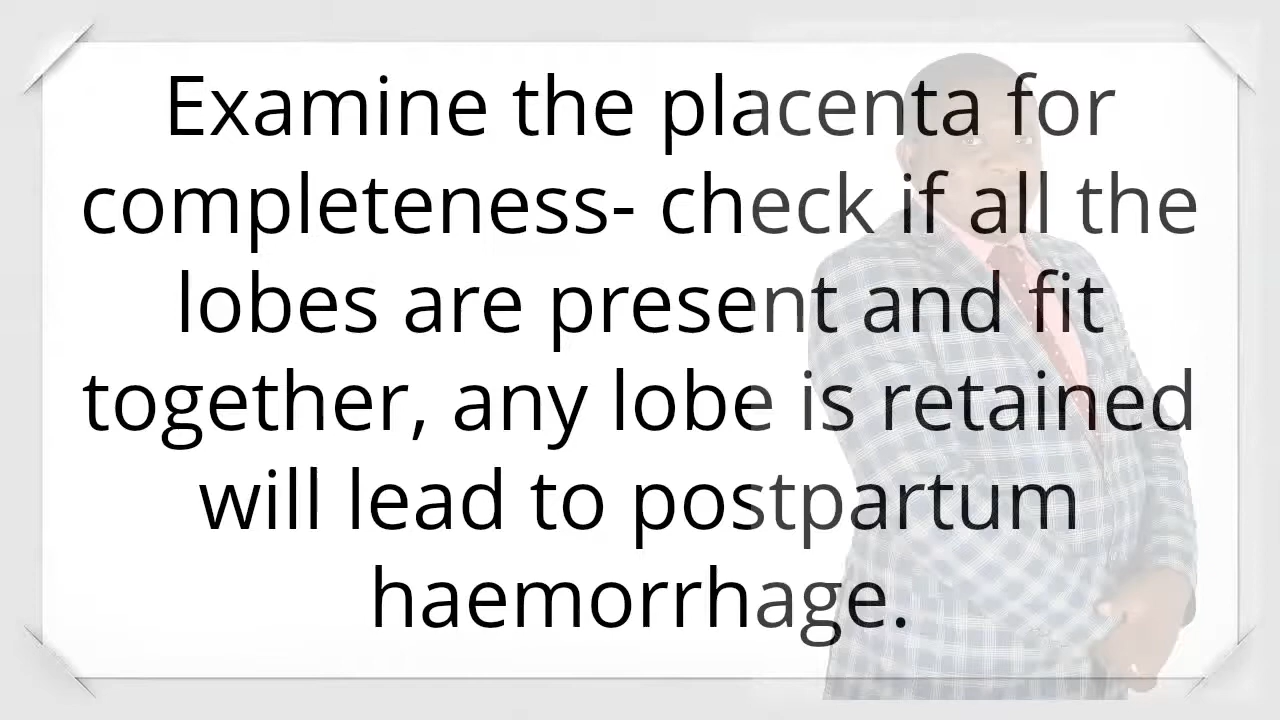 Examine the placenta for
completeness- check if all the
lobes are present and fit
together, any lobe is retained
will lead to postpartum
haemorrhage.